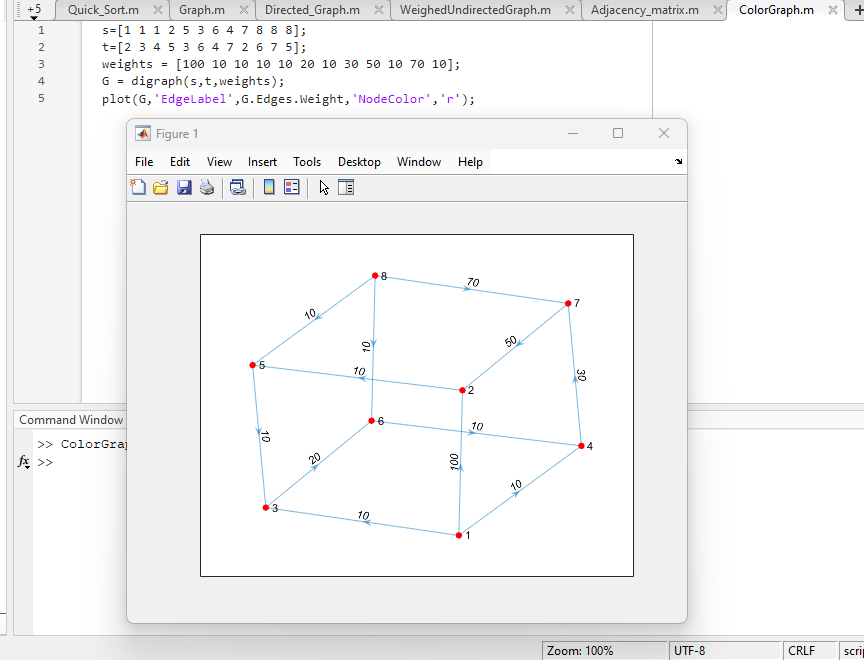 +5 Quick_Sort.m Graph.m Directed_Graph.m WeighedUndirectedGraph.m Adjacency_matrix.m ColorGraph.m
1 s=[1 1 1 2 5 3 6 4 7 8 8 8];
2 t=[2 3 4 5 3 6 4 7 2 6 7 5];
3 weights = [100 10 10 10 10 20 10 30 50 10 70 10];
4 G = digraph(s,t,weights);
5 plot(G,'EdgeLabel',G.Edges.Weight,'NodeColor','r');
Figure 1
File Edit View Insert Tools Desktop Window Help
8
70
7
10
50
10
5
10
2
30
6
10
4
10
20
100
10
3
10
1
Command Window
>> ColorGra
fx >>
Zoom: 100% UTF-8 CRLF scri